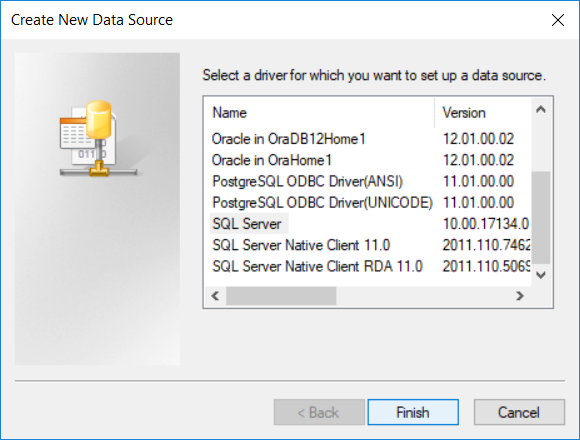 Create New Data Source
Select a driver for which you want to set up a data source.
Name Version
Oracle in OraDB12Home1 12.01.00.02
Oracle in OraHome1 12.01.00.02
PostgreSQL ODBC Driver(ANSI) 11.01.00.00
PostgreSQL ODBC Driver(UNICODE) 11.01.00.00
SQL Server 10.00.17134.0
SQL Server Native Client 11.0 2011.110.7462
SQL Server Native Client RDA 11.0 2011.110.5069
< Back Finish Cancel